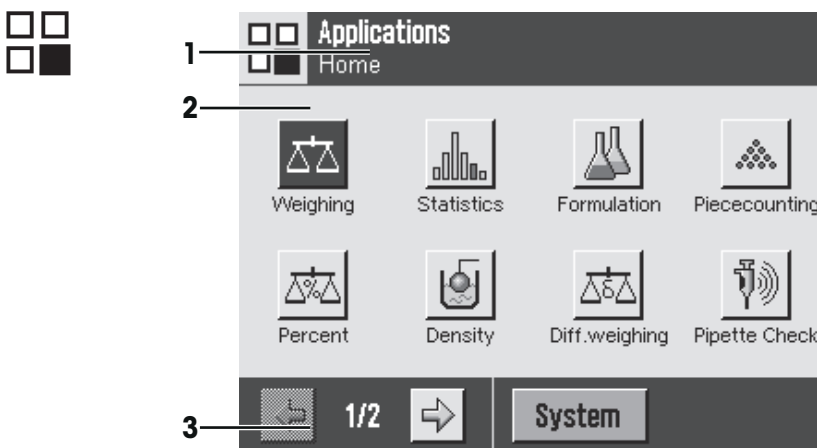 Applications
1
Home
2
Weighing Statistics Formulation Piececounting
%
δ
Percent Density Diff.weighing Pipette Check
3
1/2 System